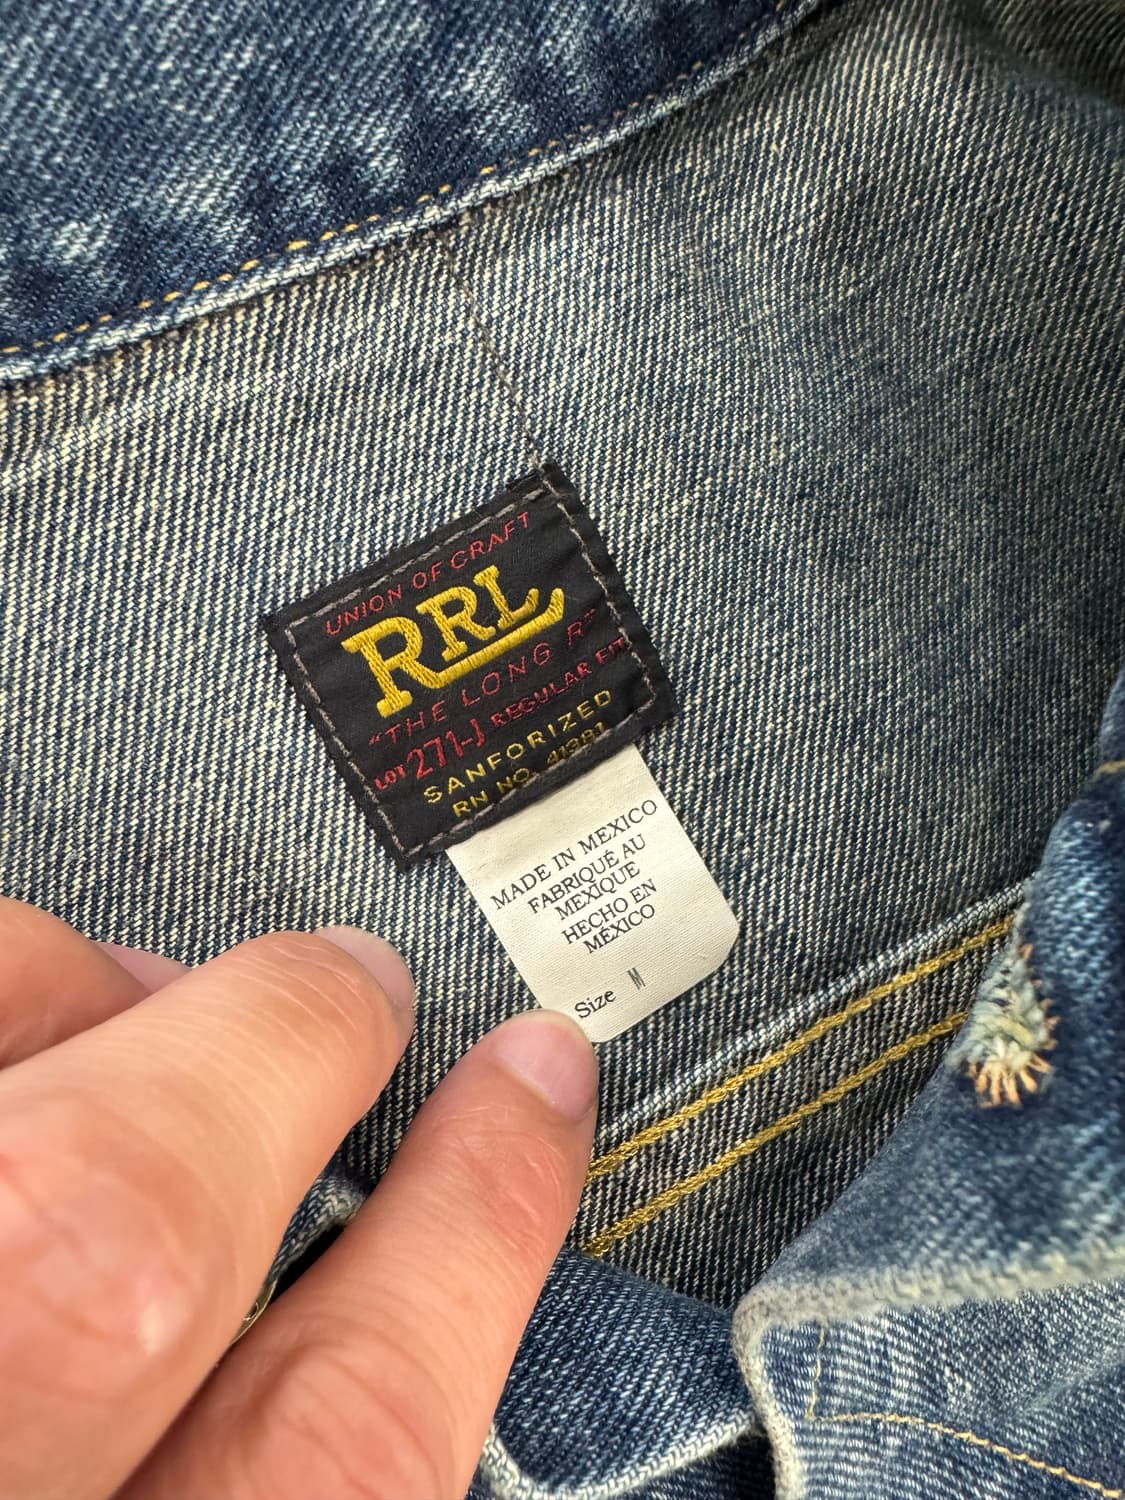 UNION OF CRAFT
RRL
"THE LONG R"
LOT 271-J REGULAR FIT
SANFORIZED
RN NO. 41381
MADE IN MEXICO
FABRIQUÉ AU
MEXIQUE
HECHO EN
MÉXICO
Size M